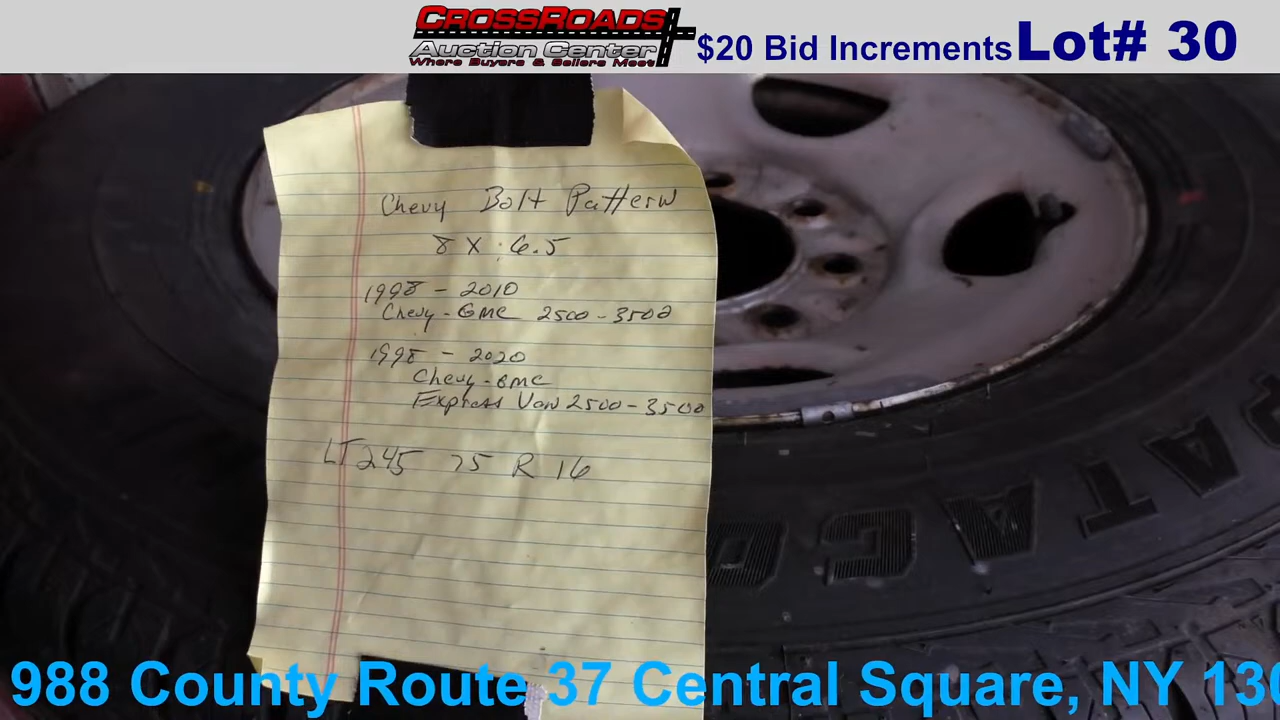 CROSSROADS
Auction Center
Where Buyers & Sellers Meet
$20 Bid Increments
Lot# 30
Chevy Bolt Pattern
8 X 6.5
1998 - 2010
Chevy - GMC 2500 - 3500
1998 - 2020
Chevy - GMC
Express Van 2500 - 3500
LT245 75 R 16
PATAGO
988 County Route 37 Central Square, NY 130